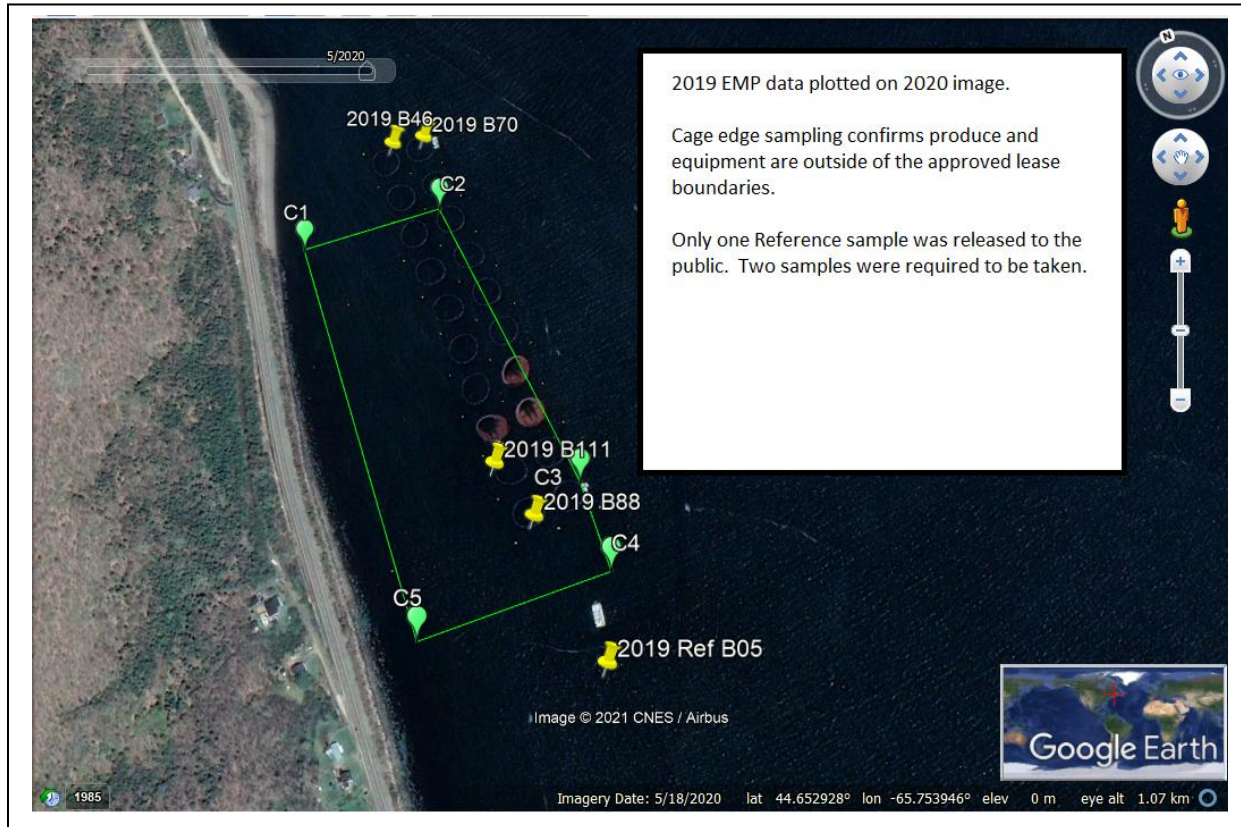 5/2020
2019 EMP data plotted on 2020 image.
Cage edge sampling confirms produce and
equipment are outside of the approved lease
boundaries.
Only one Reference sample was released to the
public.  Two samples were required to be taken.
N
2019 B46
2019 B70
C2
C1
2019 B111
C3
2019 B88
C4
C5
2019 Ref B05
Image © 2021 CNES / Airbus
Google Earth
1985
Imagery Date: 5/18/2020 lat 44.652928° lon -65.753946° elev 0 m eye alt 1.07 km